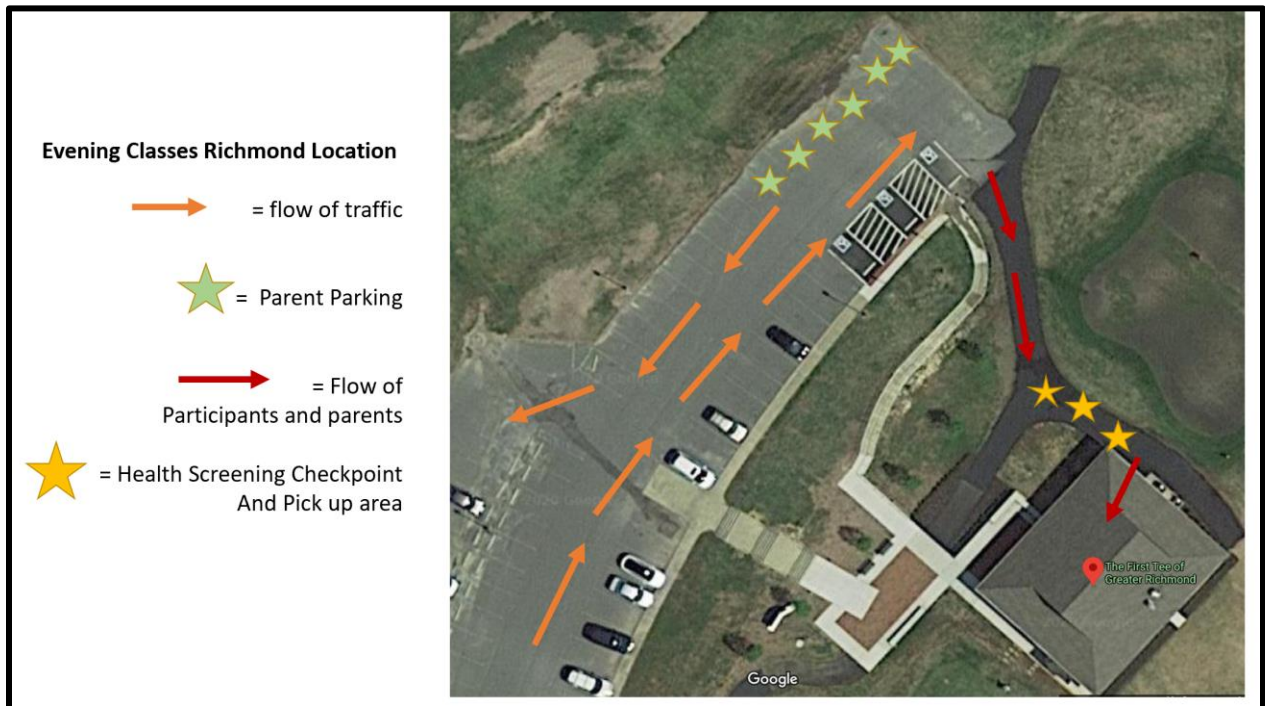 Evening Classes Richmond Location
= flow of traffic
= Parent Parking
= Flow of
Participants and parents
= Health Screening Checkpoint
And Pick up area
The First Tee of
Greater Richmond
Google